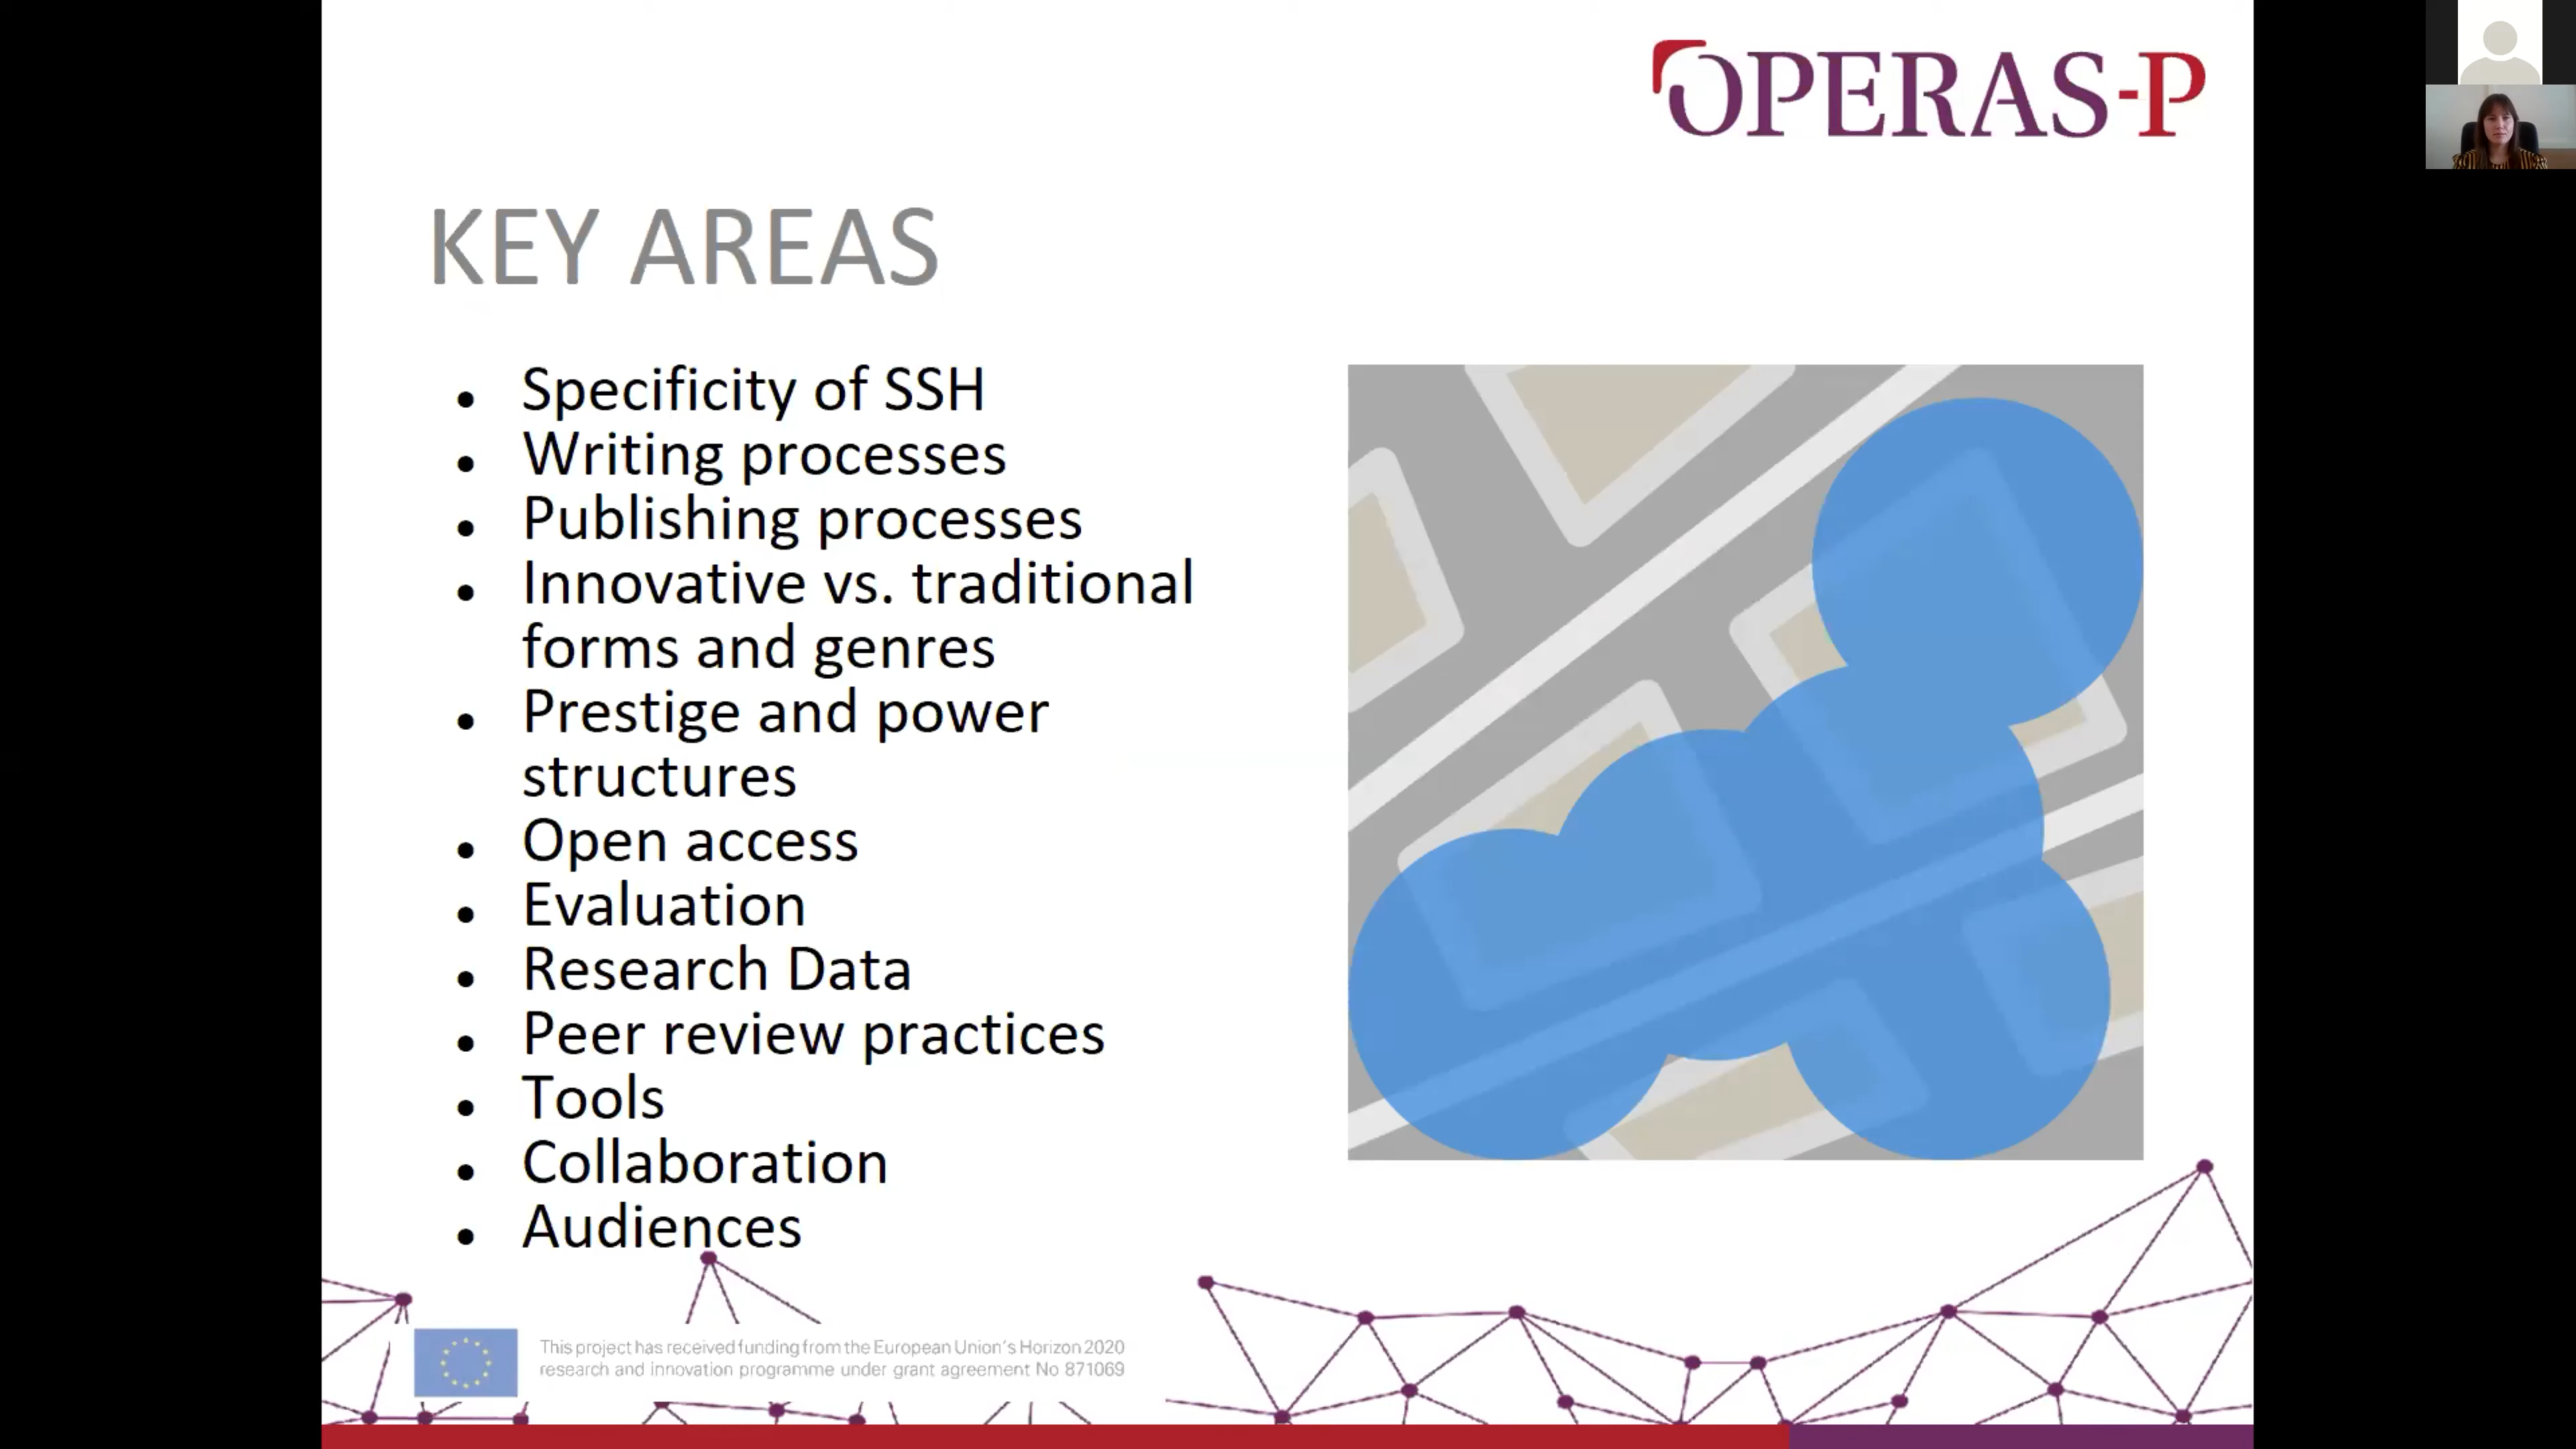 OPERAS-P
KEY AREAS
• Specificity of SSH
• Writing processes
• Publishing processes
• Innovative vs. traditional
forms and genres
• Prestige and power
structures
• Open access
• Evaluation
• Research Data
• Peer review practices
• Tools
• Collaboration
• Audiences
This project has received funding from the European Union's Horizon 2020
research and innovation programme under grant agreement No 871069